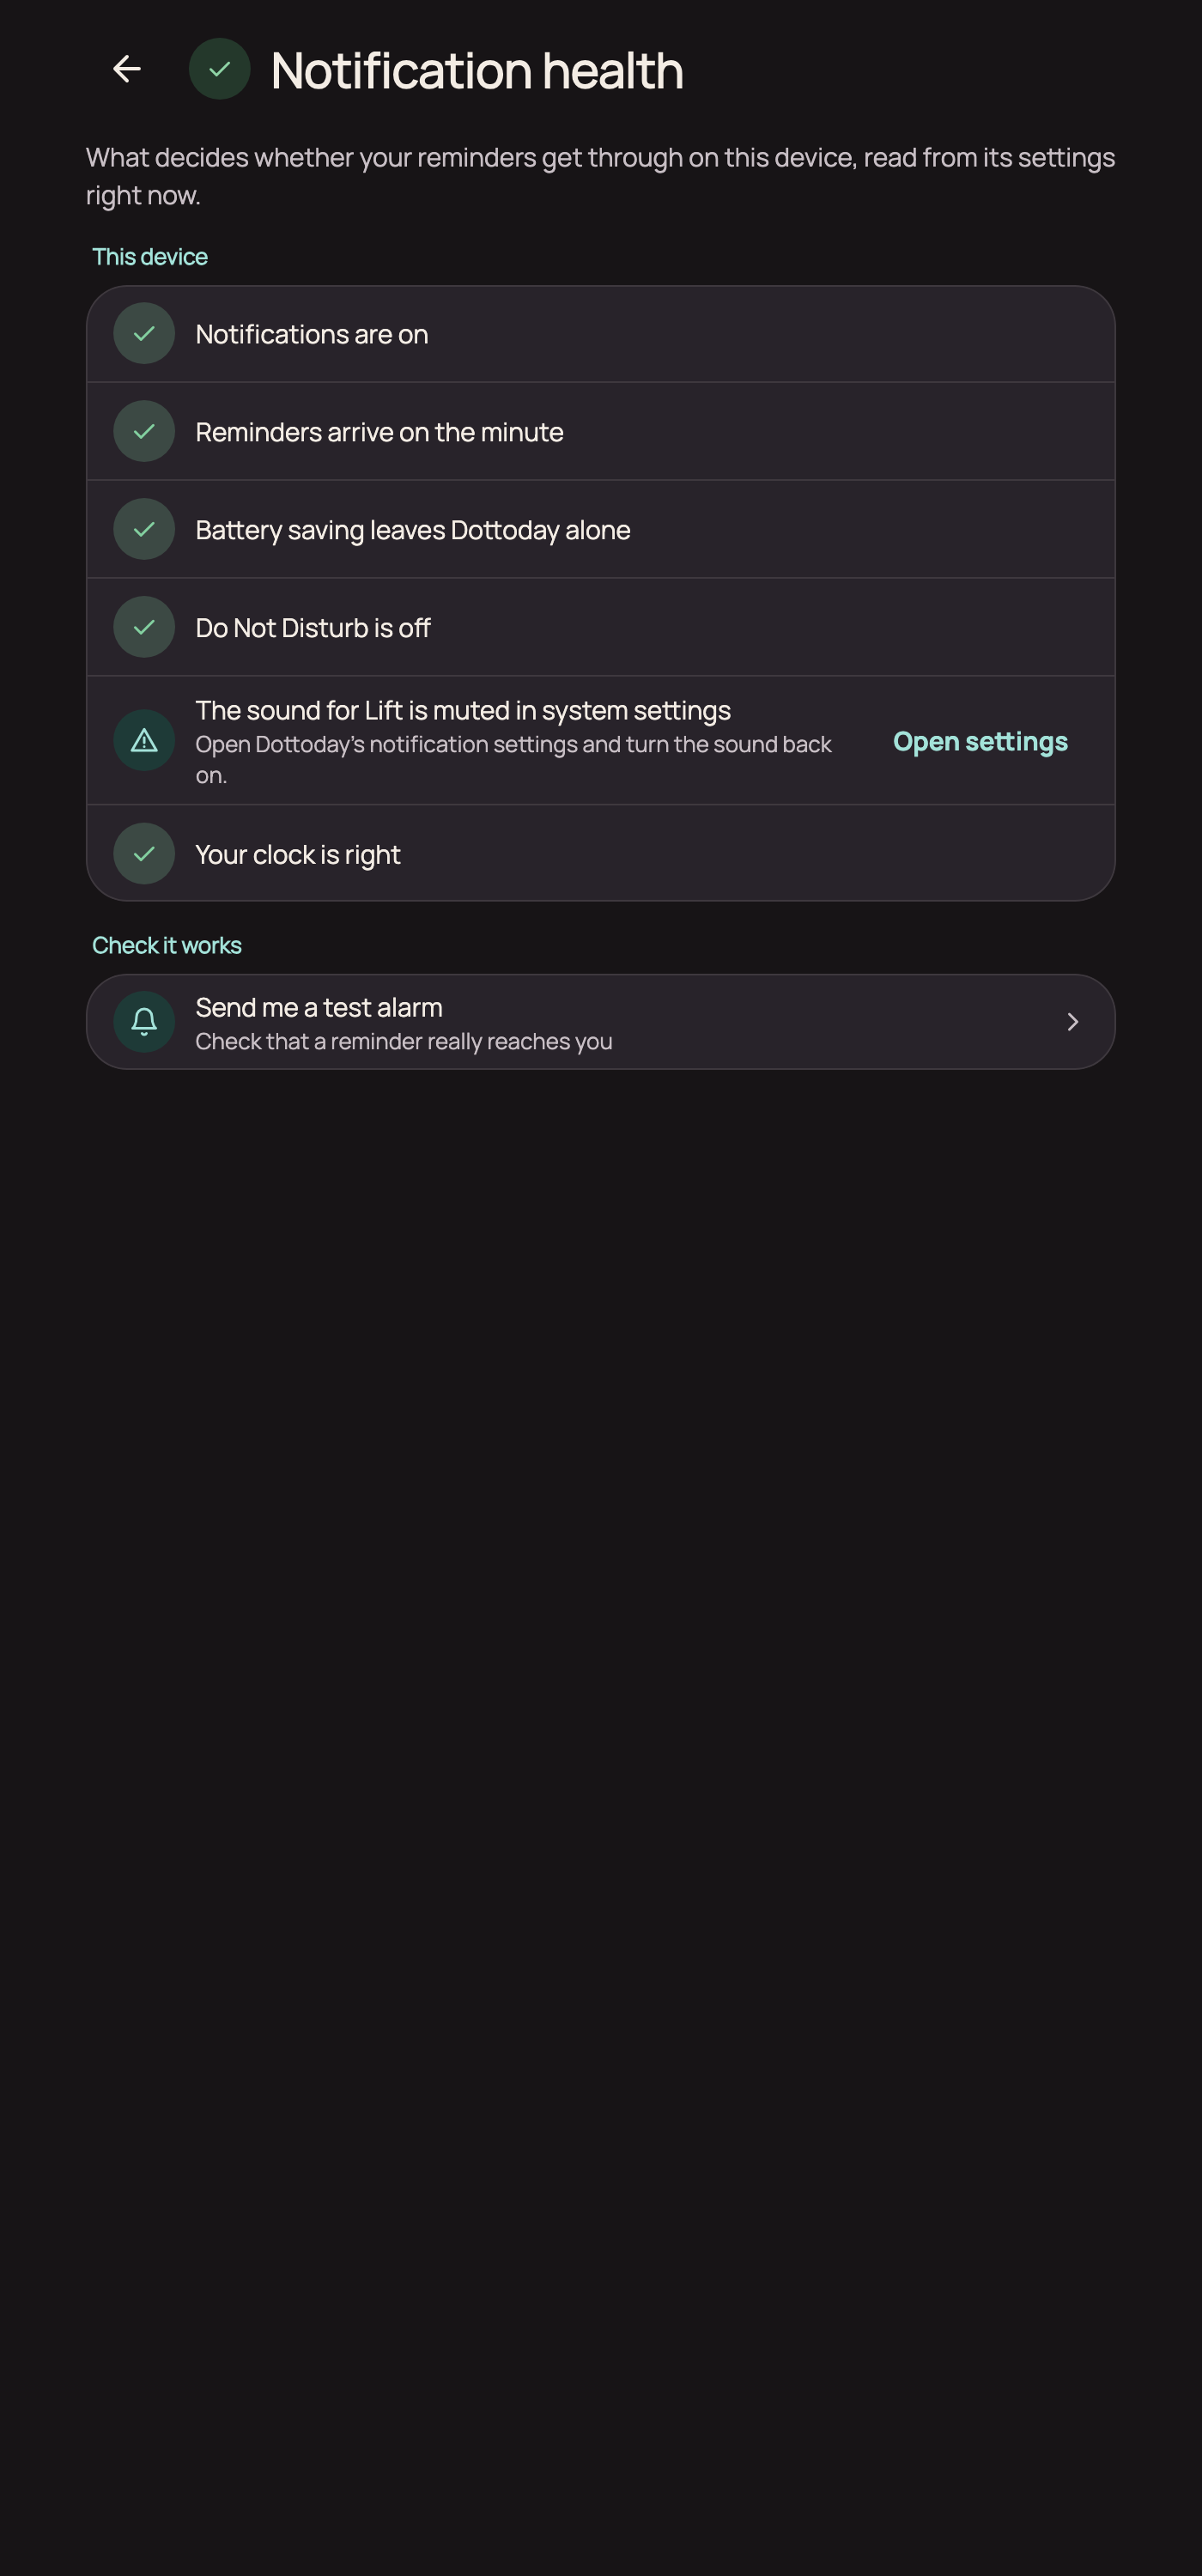 Notification health
What decides whether your reminders get through on this device, read from its settings
right now.
This device
Notifications are on
Reminders arrive on the minute
Battery saving leaves Dottoday alone
Do Not Disturb is off
The sound for Lift is muted in system settings
Open Dottoday's notification settings and turn the sound back
on.
Open settings
Your clock is right
Check it works
Send me a test alarm
Check that a reminder really reaches you